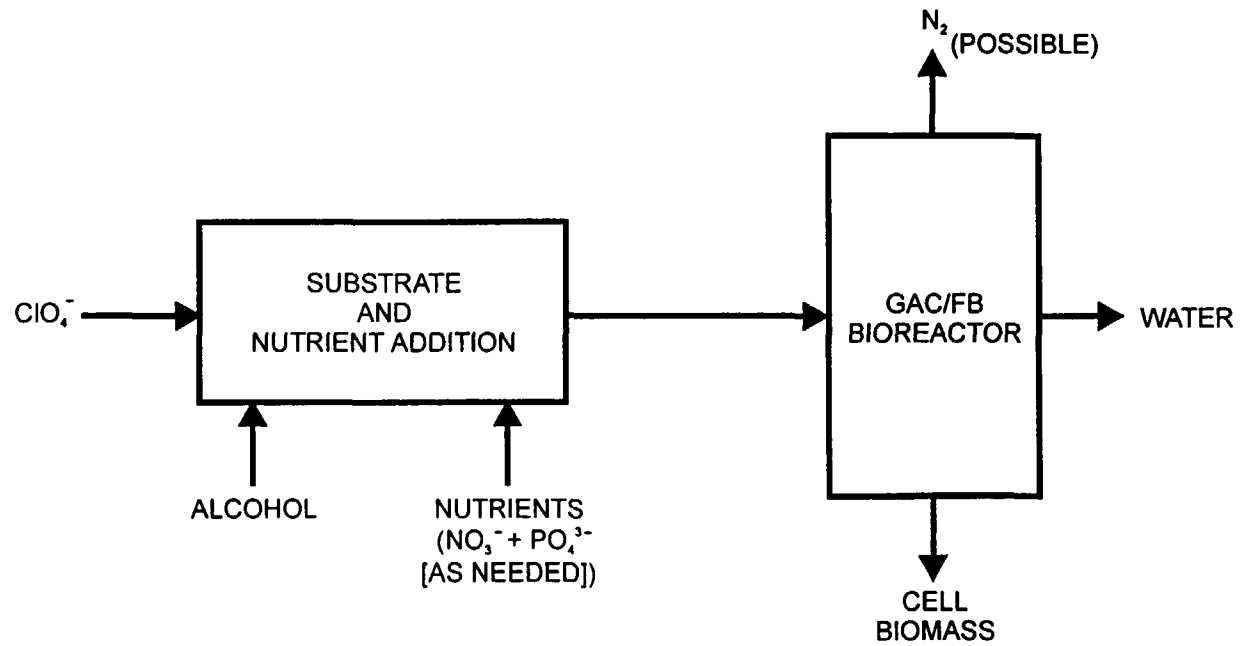 N₂
(POSSIBLE)
SUBSTRATE
AND
NUTRIENT ADDITION
ClO₄⁻
GAC/FB
BIOREACTOR
WATER
ALCOHOL
NUTRIENTS
(NO₃⁻ + PO₄³⁻
[AS NEEDED])
CELL
BIOMASS